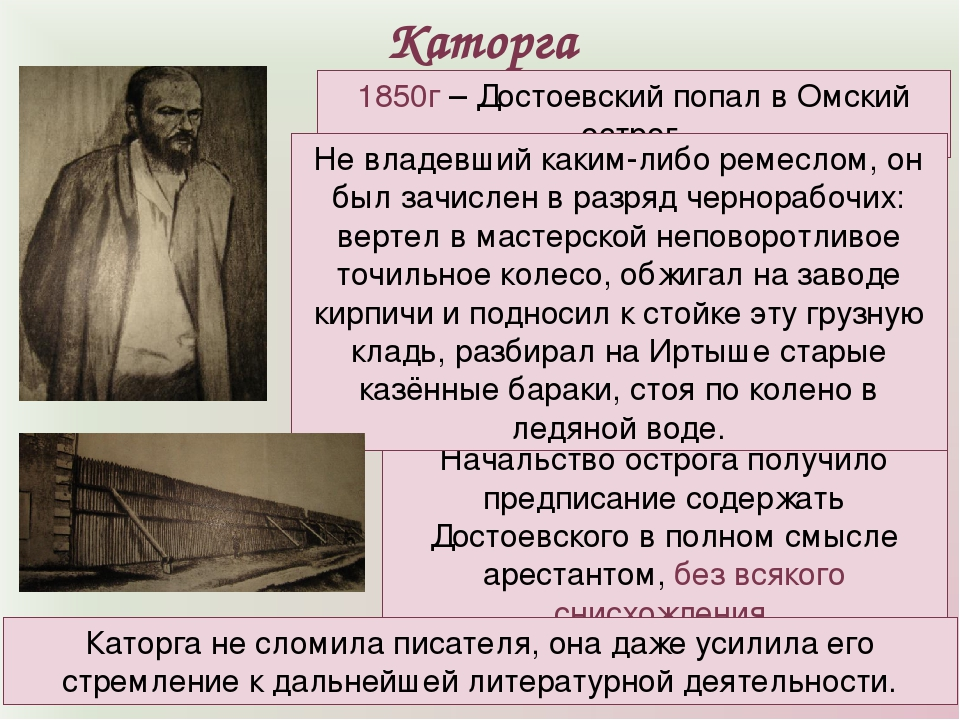 Каторга
1850г – Достоевский попал в Омский
острог
Не владевший каким-либо ремеслом, он
был зачислен в разряд чернорабочих:
вертел в мастерской неповоротливое
точильное колесо, обжигал на заводе
кирпичи и подносил к стойке эту грузную
кладь, разбирал на Иртыше старые
казённые бараки, стоя по колено в
ледяной воде.
Начальство острога получило
предписание содержать
Достоевского в полном смысле
арестантом, без всякого
снисхождения
Каторга не сломила писателя, она даже усилила его
стремление к дальнейшей литературной деятельности.